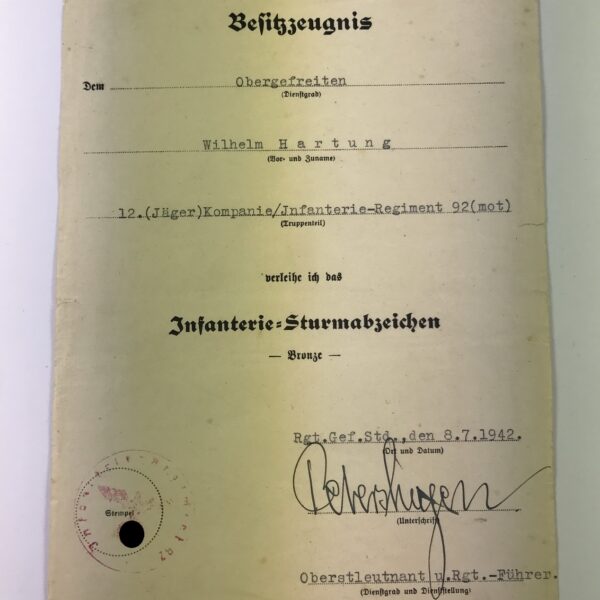 Besitzzeugnis
Dem Obergefreiten
(Dienstgrad)
Wilhelm Hartung
(Vor- und Zuname)
12.(Jäger)Kompanie/Jnfanterie-Regiment 92(mot)
(Truppenteil)
verleihe ich das
Infanterie=Sturmabzeichen
— Bronze —
Rgt.Gef.Std.,den 8.7.1942.
(Ort und Datum)
Stempel
(Unterschrift)
Oberstleutnant u.Rgt.-Führer.
(Dienstgrad und Dienststellung)